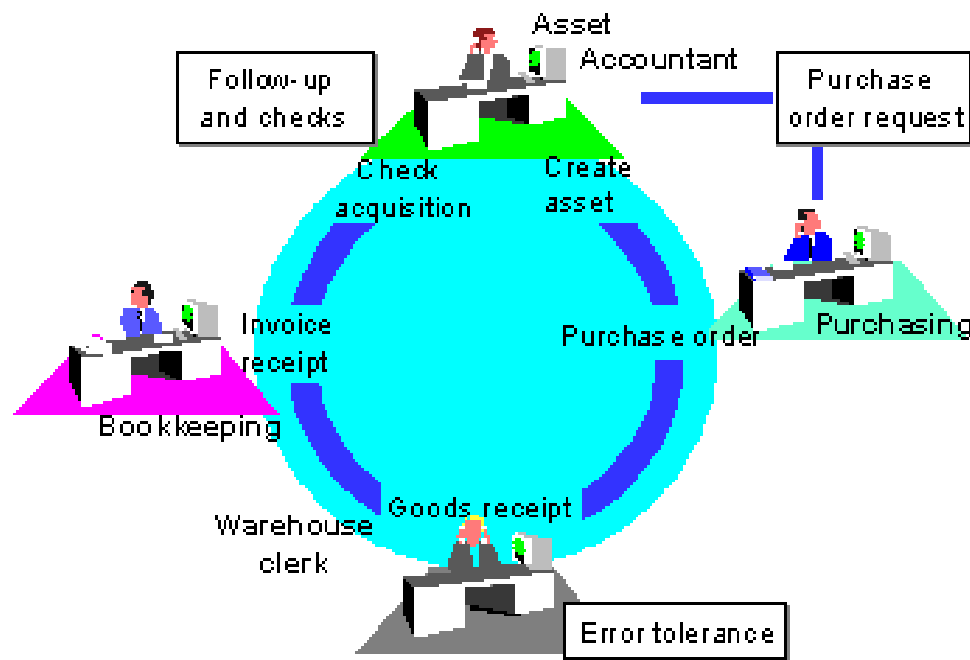 Asset
Accountant
Follow-up
and checks
Purchase
order request
Check
acquisition
Create
asset
Invoice
receipt
Purchase order
Purchasing
Bookkeeping
Goods receipt
Warehouse
clerk
Error tolerance